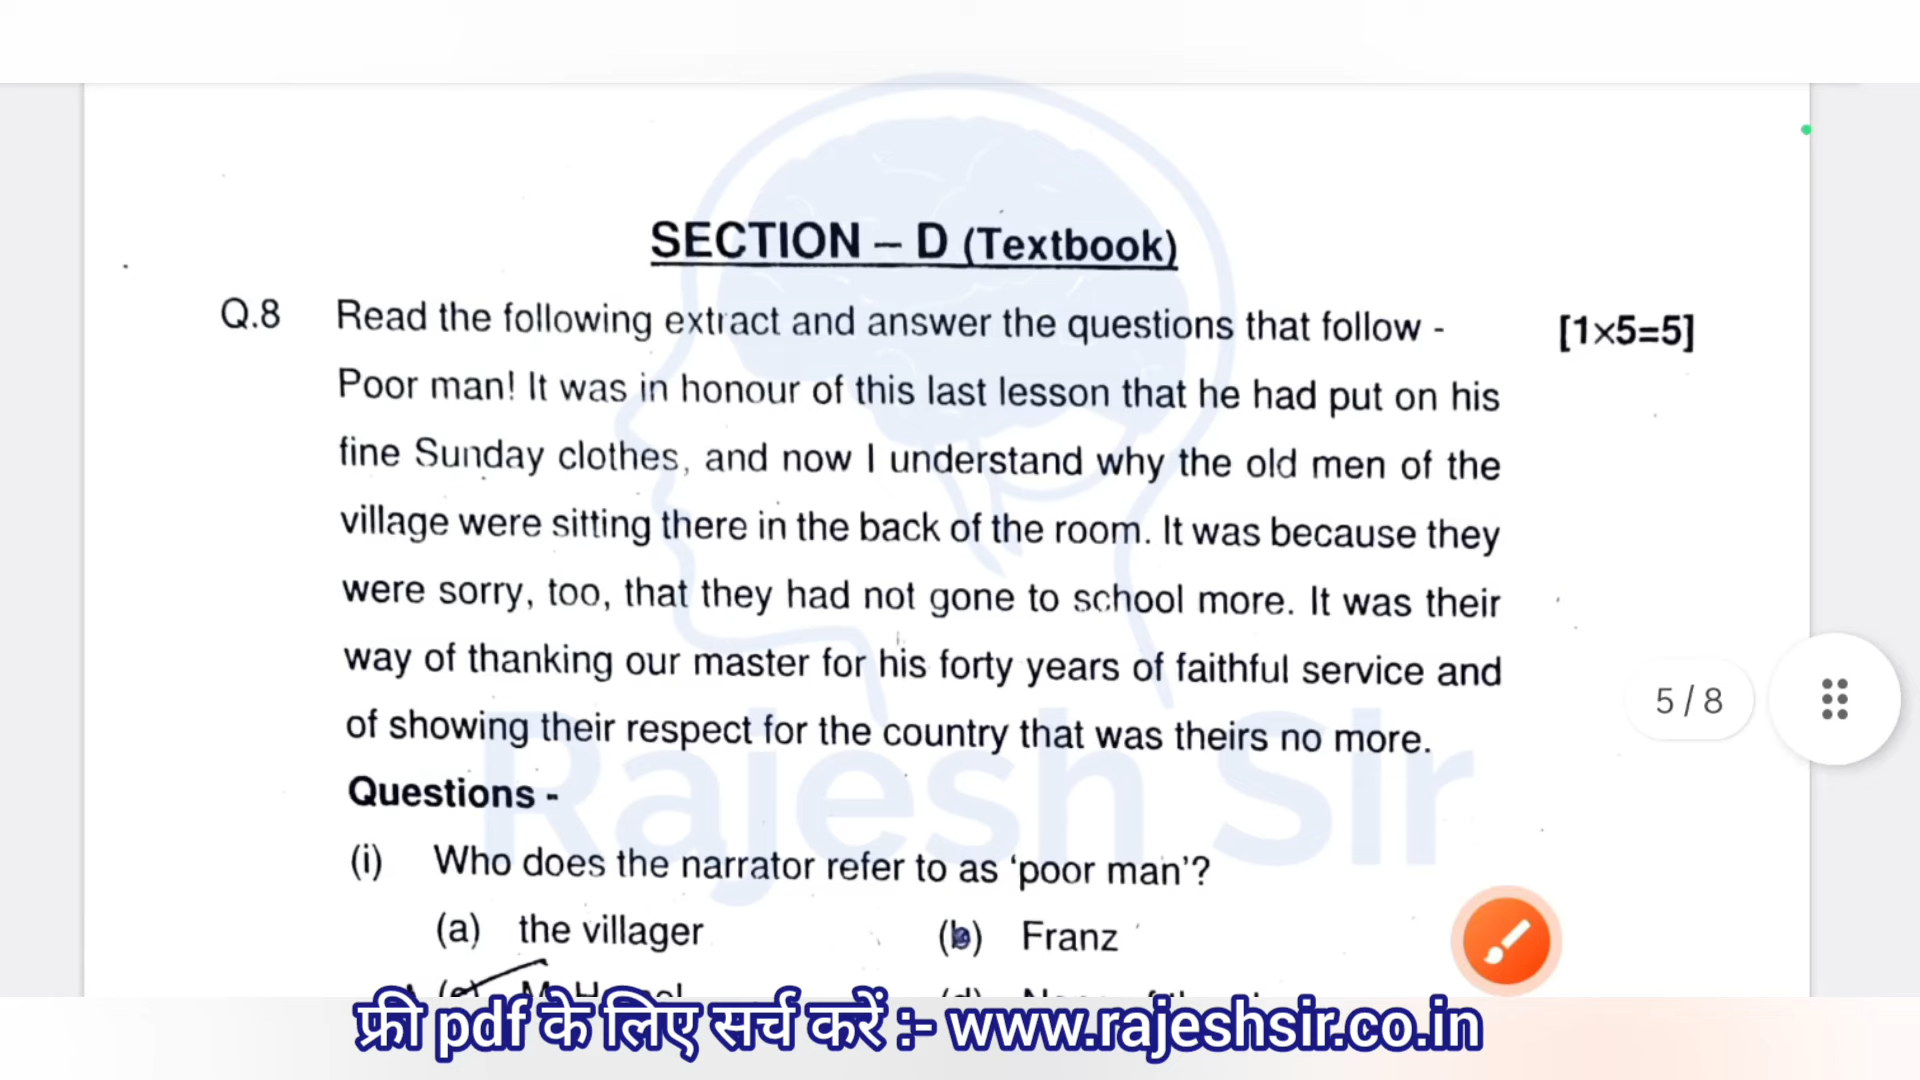 SECTION – D (Textbook)
Q.8 Read the following extract and answer the questions that follow - [1×5=5]
Poor man! It was in honour of this last lesson that he had put on his
fine Sunday clothes, and now I understand why the old men of the
village were sitting there in the back of the room. It was because they
were sorry, too, that they had not gone to school more. It was their
way of thanking our master for his forty years of faithful service and
of showing their respect for the country that was theirs no more.
5 / 8
Rajesh Sir
Questions -
(i) Who does the narrator refer to as ‘poor man’?
(a) the villager (b) Franz
फ्री pdf के लिए सर्च करें :- www.rajeshsir.co.in